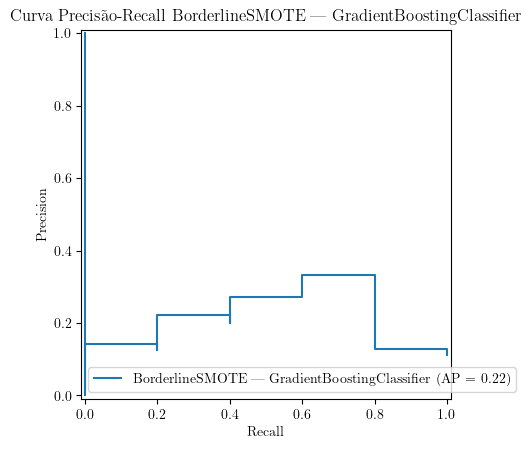 Curva Precisão-Recall BorderlineSMOTE — GradientBoostingClassifier
1.0
0.8
0.6
0.4
0.2
0.0
Precision
BorderlineSMOTE — GradientBoostingClassifier (AP = 0.22)
0.0 0.2 0.4 0.6 0.8 1.0
Recall